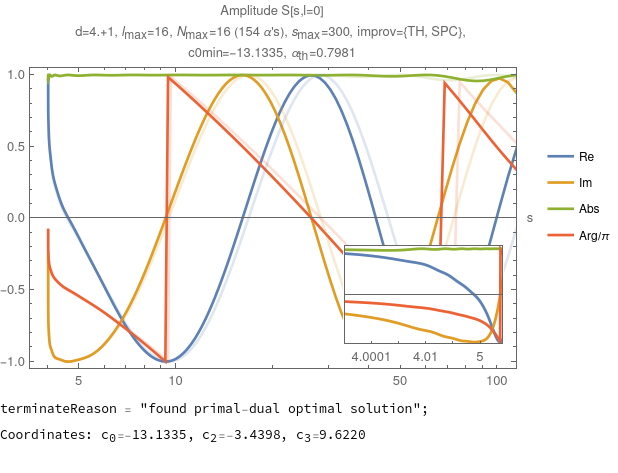 Amplitude S[s,l=0]
d=4.+1, lmax=16, Nmax=16 (154 α's), smax=300, improv={TH, SPC},
c0min=-13.1335, αth=0.7981
1.0
0.5
0.0
-0.5
-1.0
s
Re
Im
Abs
Arg/π
4.0001 4.01 5
5 10 50 100
terminateReason = "found primal-dual optimal solution";
Coordinates: c0=-13.1335, c2=-3.4398, c3=9.6220